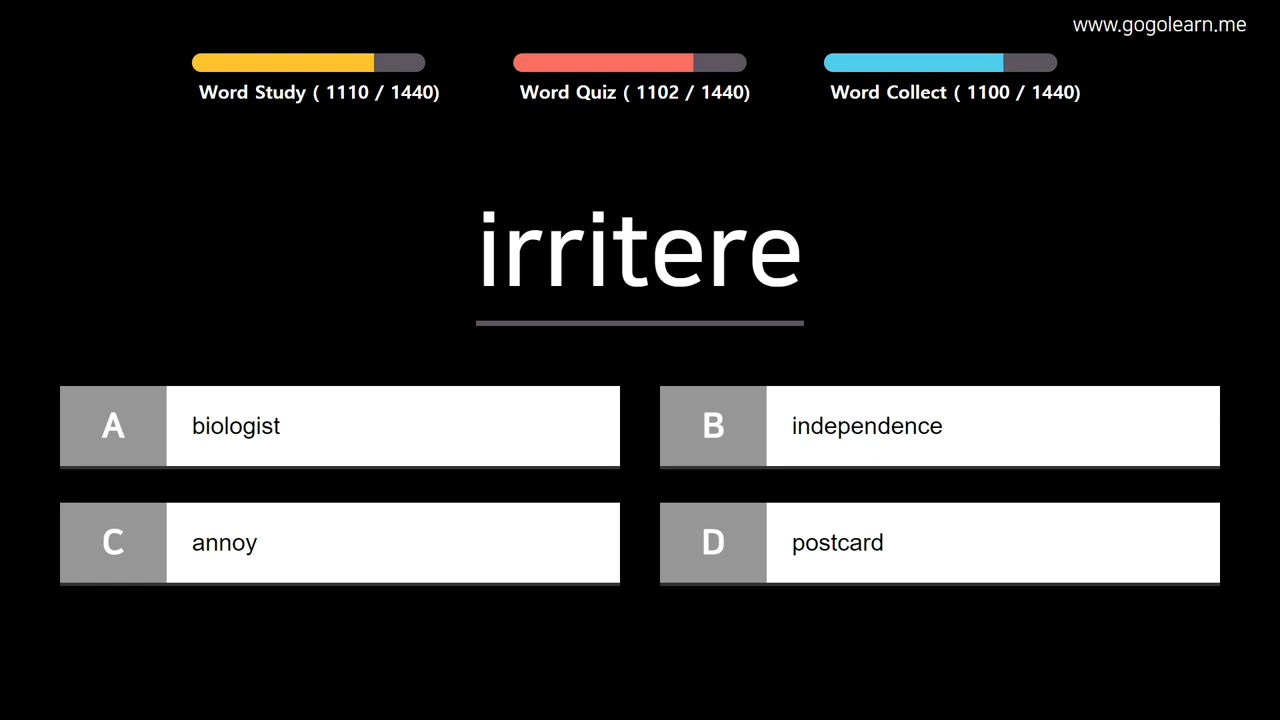 www.gogolearn.me
Word Study ( 1110 / 1440)
Word Quiz ( 1102 / 1440)
Word Collect ( 1100 / 1440)
irritere
A biologist
B independence
C annoy
D postcard